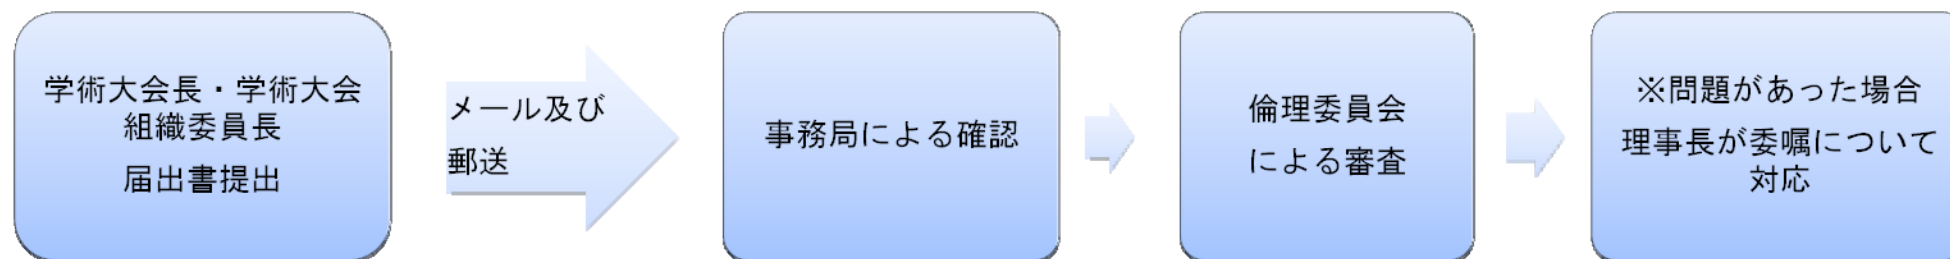 学術大会長・学術大会
組織委員長
届出書提出
メール及び
郵送
事務局による確認
倫理委員会
による審査
※問題があった場合
理事長が委嘱について
対応